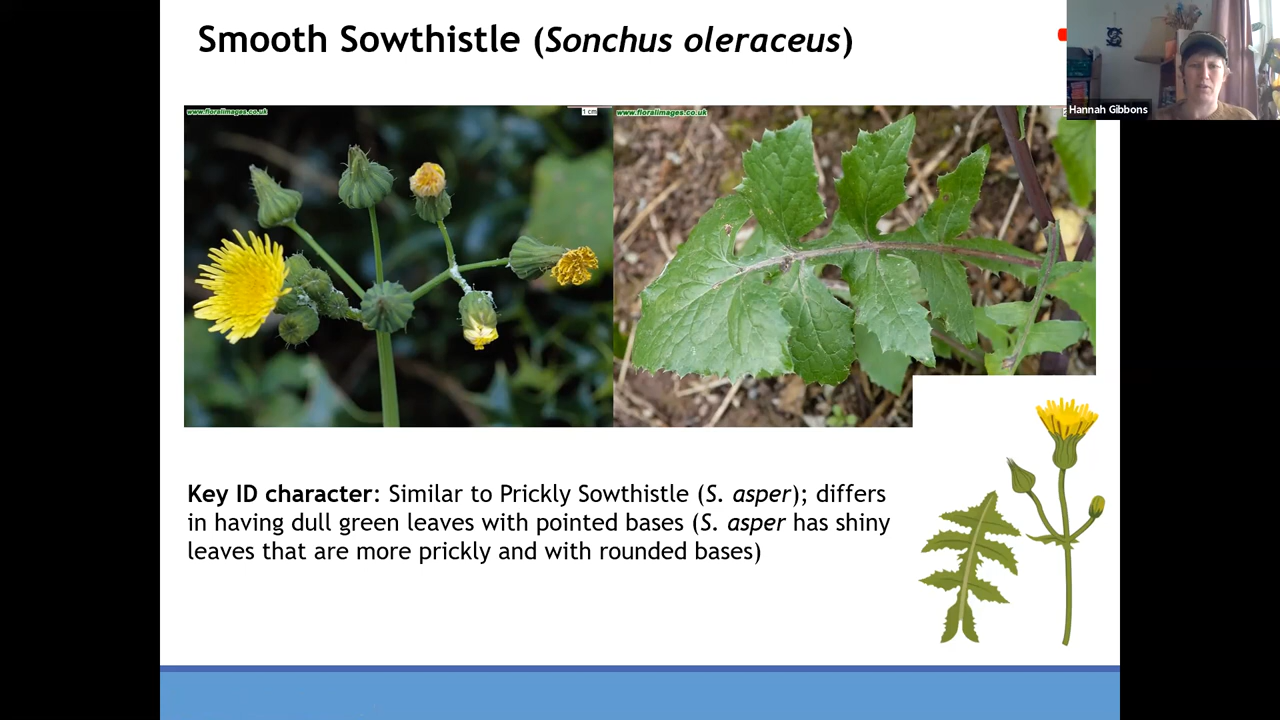 Smooth Sowthistle (Sonchus oleraceus)
Hannah Gibbons
www.floralimages.co.uk
1 cm
www.floralimages.co.uk
Key ID character: Similar to Prickly Sowthistle (S. asper); differs
in having dull green leaves with pointed bases (S. asper has shiny
leaves that are more prickly and with rounded bases)